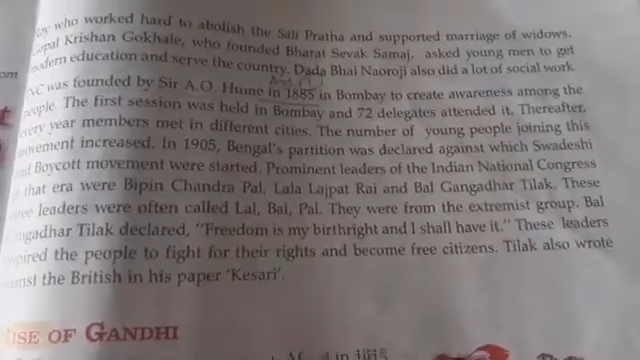 Roy who worked hard to abolish the Sati Pratha and supported marriage of widows.
Gopal Krishan Gokhale, who founded Bharat Sevak Samaj, asked young men to get
modern education and serve the country. Dada Bhai Naoroji also did a lot of social work.
was founded by Sir A.O. Hume in 1885 in Bombay to create awareness among the
people. The first session was held in Bombay and 72 delegates attended it. Thereafter,
every year members met in different cities. The number of young people joining this
movement increased. In 1905, Bengal's partition was declared against which Swadeshi
Boycott movement were started. Prominent leaders of the Indian National Congress
that era were Bipin Chandra Pal, Lala Lajpat Rai and Bal Gangadhar Tilak. These
leaders were often called Lal, Bal, Pal. They were from the extremist group. Bal
ngadhar Tilak declared, "Freedom is my birthright and I shall have it." These leaders
pired the people to fight for their rights and become free citizens. Tilak also wrote
the British in his paper 'Kesari'.
RISE OF GANDHI
in 1915